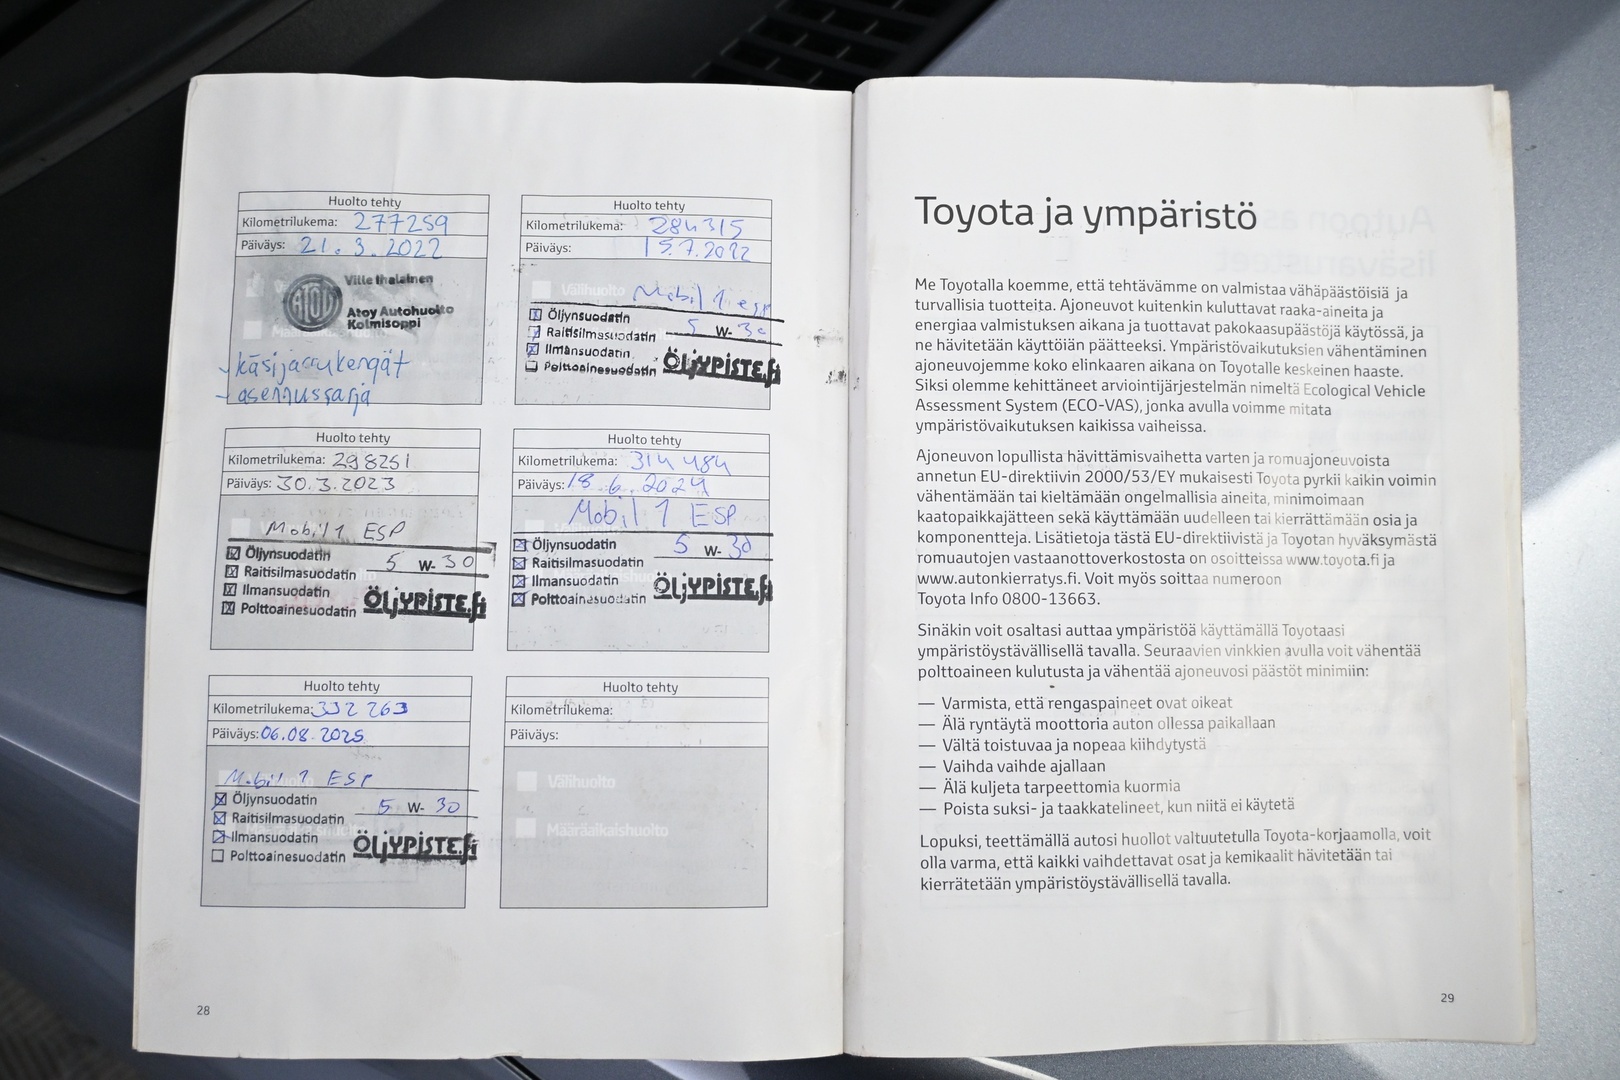 Huolto tehty
Kilometrilukema: 277259
Päiväys: 21.3.2022
ATOY
Ville Ihalainen
Atoy Autohuolto
Kolmisoppi
- käsijarrukengät
- asennussarja
Huolto tehty
Kilometrilukema: 284315
Päiväys: 15.7.2022
Välihuolto
Mobil 1 esp
Öljynsuodatin
5 W-30
Raitisilmasuodatin
Ilmansuodatin
Polttoainesuodatin
ÖLJYPISTE.fi
Huolto tehty
Kilometrilukema: 298251
Päiväys: 30.3.2023
Mobil 1 ESP
Öljynsuodatin
5 W-30
Raitisilmasuodatin
Ilmansuodatin
Polttoainesuodatin
ÖLJYPISTE.fi
Huolto tehty
Kilometrilukema: 314484
Päiväys: 18.6.2024
Mobil 1 ESP
Öljynsuodatin
5 W-30
Raitisilmasuodatin
Ilmansuodatin
Polttoainesuodatin
ÖLJYPISTE.fi
Huolto tehty
Kilometrilukema: 332 263
Päiväys: 06.08.2025
Mobil 1 ESP
Öljynsuodatin
5 W-30
Raitisilmasuodatin
Ilmansuodatin
Polttoainesuodatin
ÖLJYPISTE.fi
Huolto tehty
Kilometrilukema:
Päiväys:
Välihuolto
Määräaikaishuolto
28
Toyota ja ympäristö
Me Toyotalla koemme, että tehtävämme on valmistaa vähäpäästöisiä ja
turvallisia tuotteita. Ajoneuvot kuitenkin kuluttavat raaka-aineita ja
energiaa valmistuksen aikana ja tuottavat pakokaasupäästöjä käytössä, ja
ne hävitetään käyttöiän päätteeksi. Ympäristövaikutuksien vähentäminen
ajoneuvojemme koko elinkaaren aikana on Toyotalle keskeinen haaste.
Siksi olemme kehittäneet arviointijärjestelmän nimeltä Ecological Vehicle
Assessment System (ECO-VAS), jonka avulla voimme mitata
ympäristövaikutuksen kaikissa vaiheissa.
Ajoneuvon lopullista hävittämisvaihetta varten ja romuajoneuvoista
annetun EU-direktiivin 2000/53/EY mukaisesti Toyota pyrkii kaikin voimin
vähentämään tai kieltämään ongelmallisia aineita, minimoimaan
kaatopaikkajätteen sekä käyttämään uudelleen tai kierrättämään osia ja
komponentteja. Lisätietoja tästä EU-direktiivistä ja Toyotan hyväksymästä
romuautojen vastaanottoverkostosta on osoitteissa www.toyota.fi ja
www.autonkierratys.fi. Voit myös soittaa numeroon
Toyota Info 0800-13663.
Sinäkin voit osaltasi auttaa ympäristöä käyttämällä Toyotaasi
ympäristöystävällisellä tavalla. Seuraavien vinkkien avulla voit vähentää
polttoaineen kulutusta ja vähentää ajoneuvosi päästöt minimiin:
— Varmista, että rengaspaineet ovat oikeat
— Älä ryntäytä moottoria auton ollessa paikallaan
— Vältä toistuvaa ja nopeaa kiihdytystä
— Vaihda vaihde ajallaan
— Älä kuljeta tarpeettomia kuormia
— Poista suksi- ja taakkatelineet, kun niitä ei käytetä
Lopuksi, teettämällä autosi huollot valtuutetulla Toyota-korjaamolla, voit
olla varma, että kaikki vaihdettavat osat ja kemikaalit hävitetään tai
kierrätetään ympäristöystävällisellä tavalla.
29